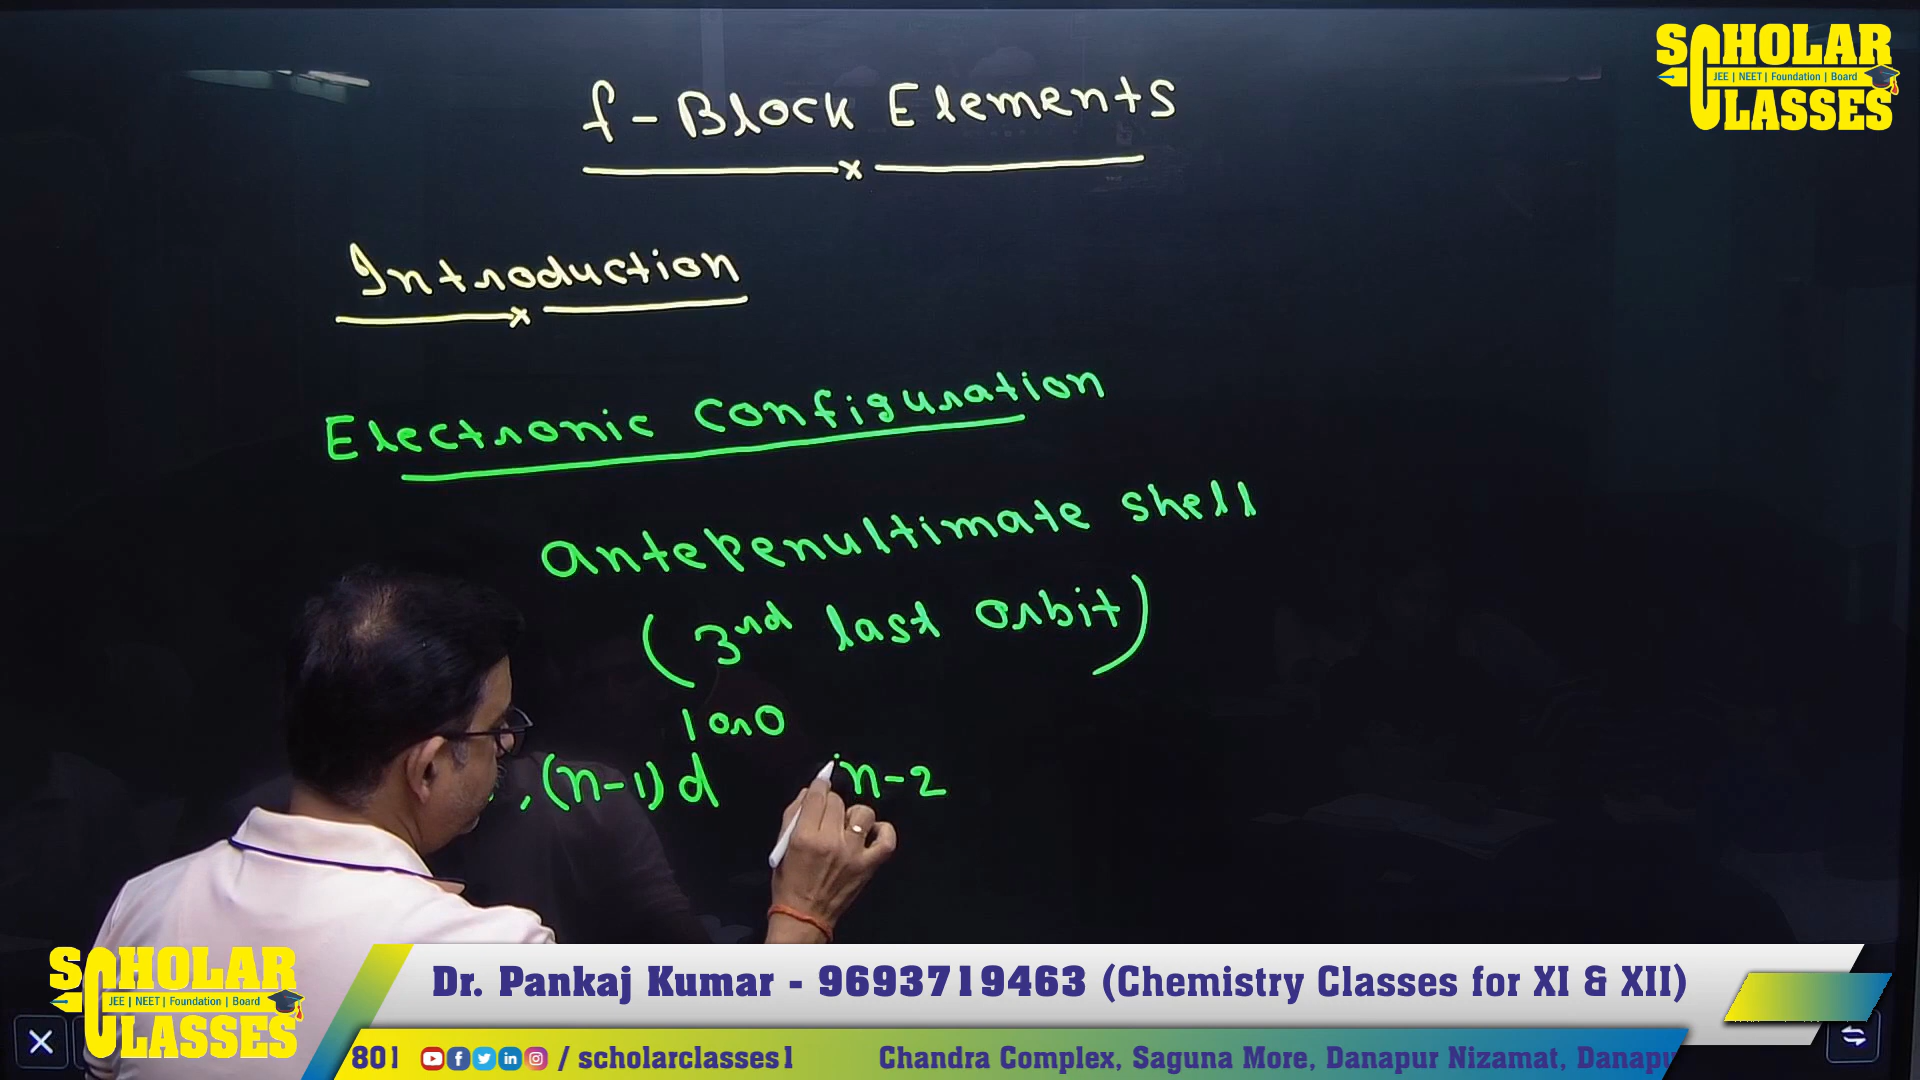 SCHOLAR
JEE | NEET | Foundation | Board
CLASSES
f-Block Elements
Introduction
Electronic Configuration
antepenultimate shell
(3rd last orbit)
1 or 0
, (n-1) d in-2
SCHOLAR
JEE | NEET | Foundation | Board
CLASSES
Dr. Pankaj Kumar - 9693719463 (Chemistry Classes for XI & XII)
801 / scholarclasses1 Chandra Complex, Saguna More, Danapur Nizamat, Danapu